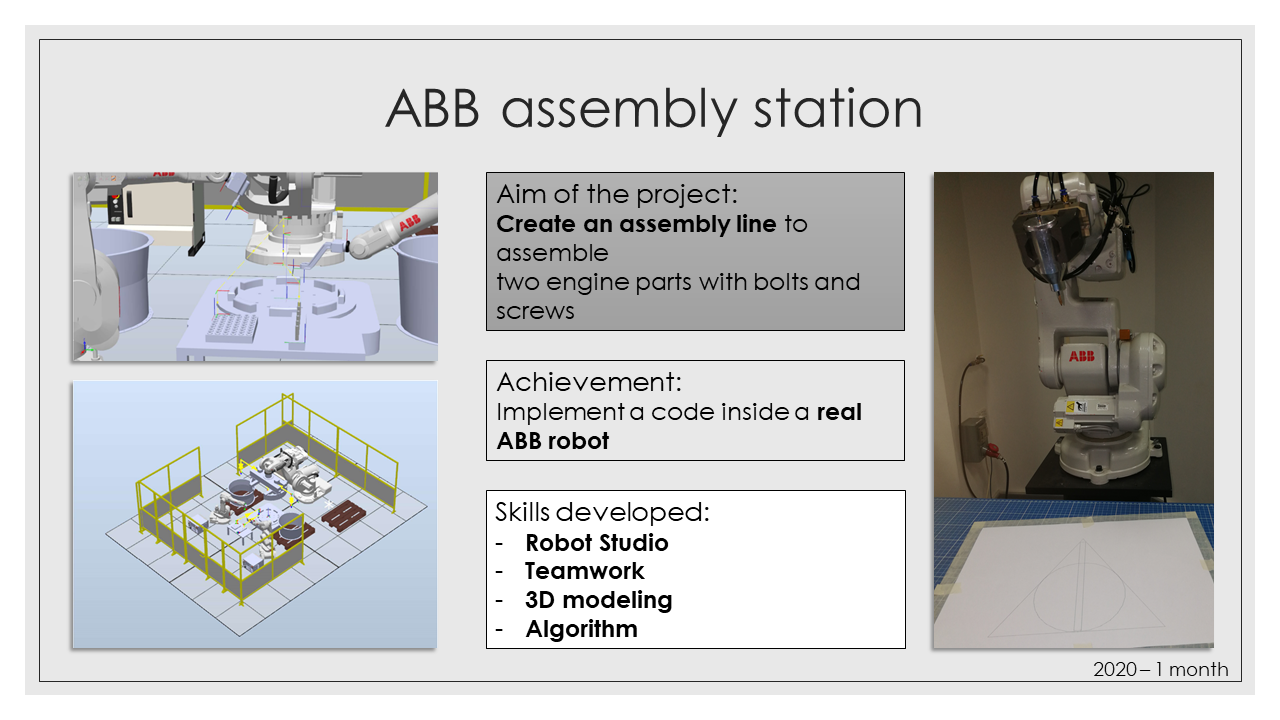 ABB assembly station
ABB
ABB
Aim of the project:
Create an assembly line to
assemble
two engine parts with bolts and
screws
Achievement:
Implement a code inside a real
ABB robot
Skills developed:
- Robot Studio
- Teamwork
- 3D modeling
- Algorithm
ABB
2020 – 1 month